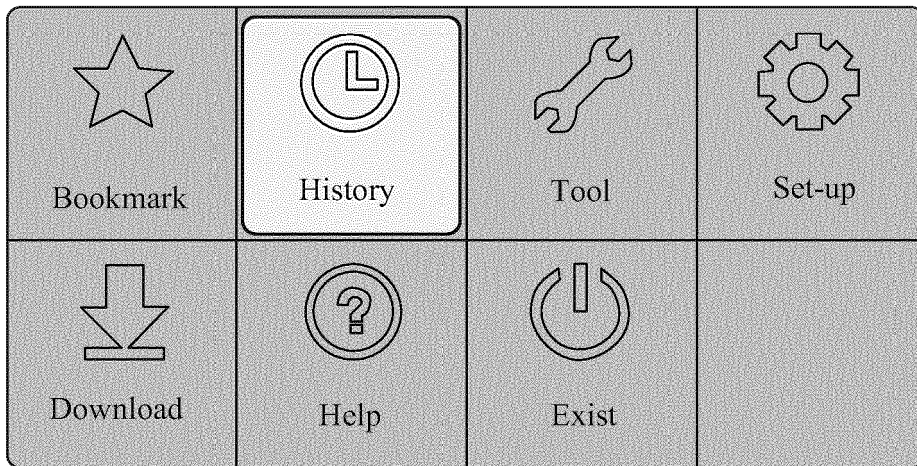 Bookmark
History
Tool
Set-up
Download
?
Help
Exist